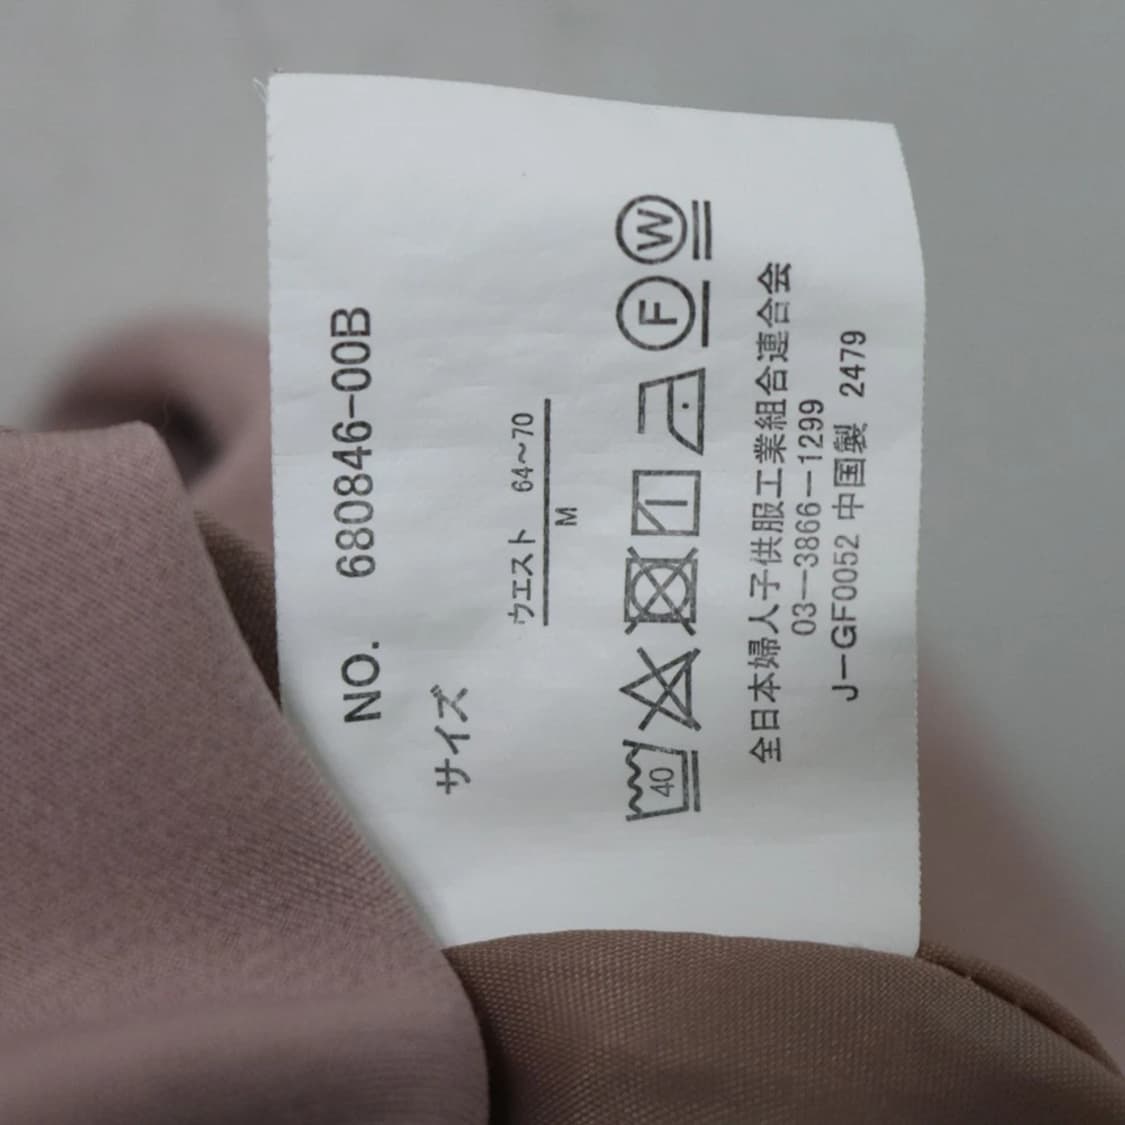 NO. 680846-00B
サイズ
ウエスト 64~70
M
40
F W
全日本婦人子供服工業組合連合会
03-3866-1299
J-GF0052 中国製 2479